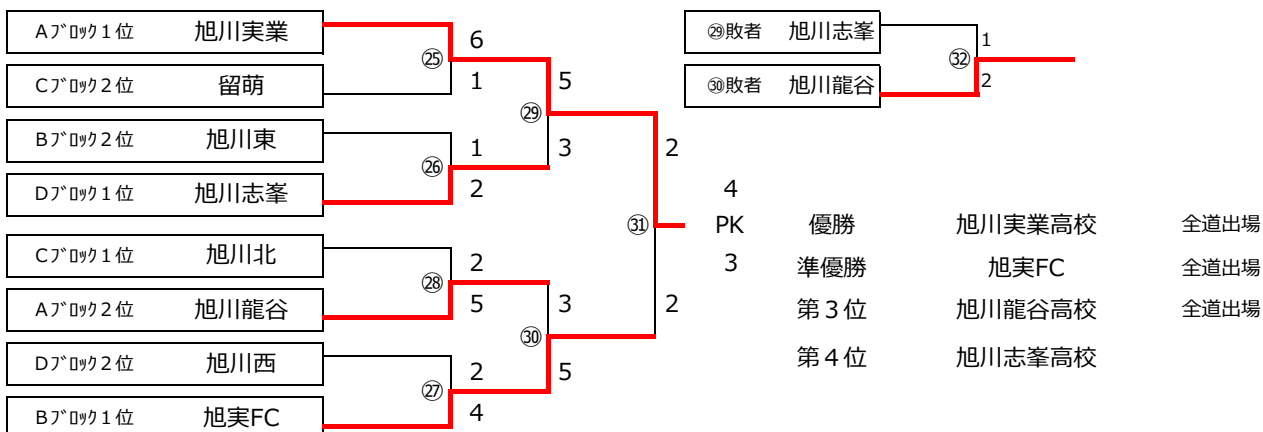 Aブロック1位 旭川実業
㉕
6
1
Cブロック2位 留萌
㉙
5
3
Bブロック2位 旭川東
㉖
1
2
Dブロック1位 旭川志峯
㉛
2
2
Cブロック1位 旭川北
㉘
2
5
Aブロック2位 旭川龍谷
㉚
3
5
Dブロック2位 旭川西
㉗
2
4
Bブロック1位 旭実FC
㉙敗者 旭川志峯
㉜
1
2
㉚敗者 旭川龍谷
4
PK 優勝 旭川実業高校 全道出場
3 準優勝 旭実FC 全道出場
第3位 旭川龍谷高校 全道出場
第4位 旭川志峯高校